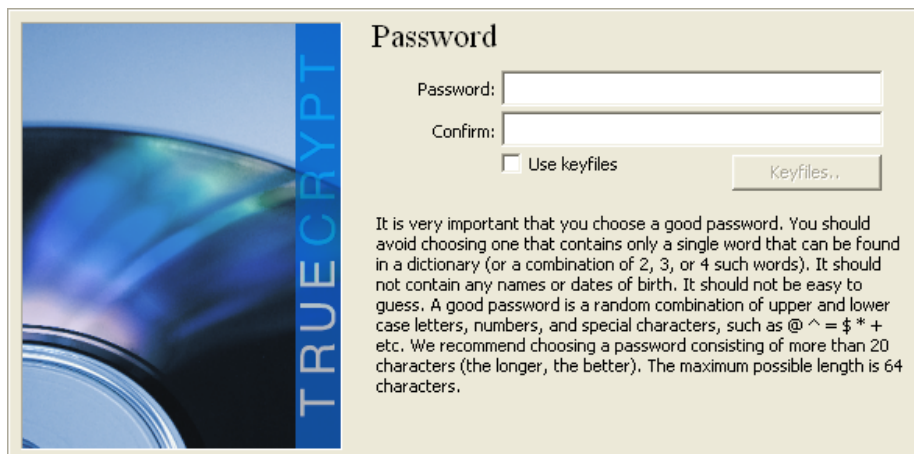 TRUECRYPT
Password
Password:
Confirm:
Use keyfiles
Keyfiles..
It is very important that you choose a good password. You should
avoid choosing one that contains only a single word that can be found
in a dictionary (or a combination of 2, 3, or 4 such words). It should
not contain any names or dates of birth. It should not be easy to
guess. A good password is a random combination of upper and lower
case letters, numbers, and special characters, such as @ ^ = $ * +
etc. We recommend choosing a password consisting of more than 20
characters (the longer, the better). The maximum possible length is 64
characters.